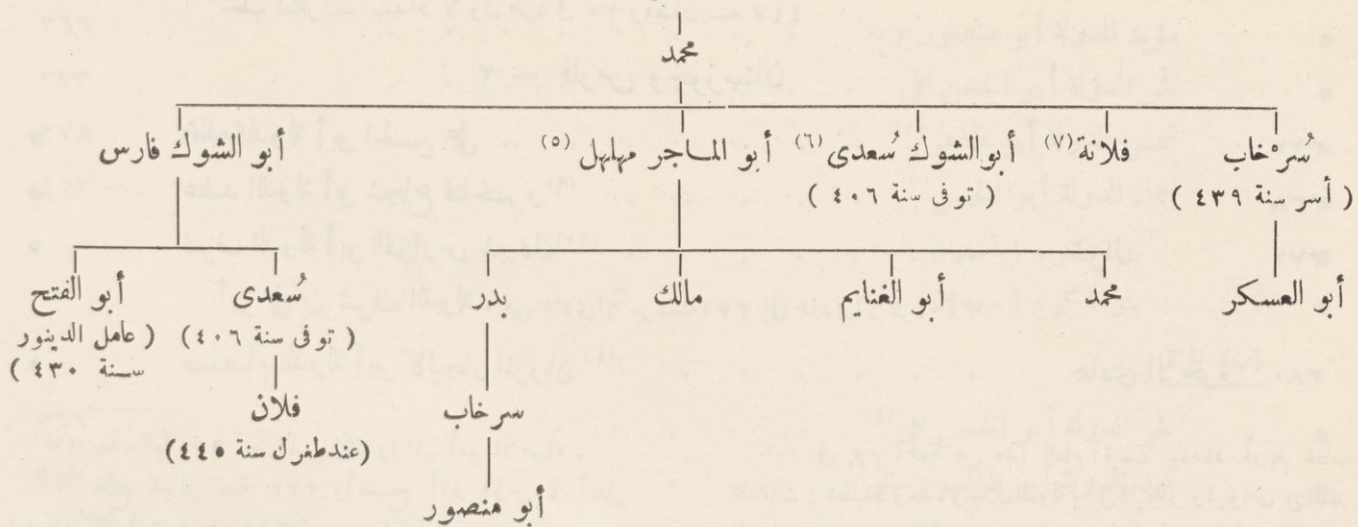 محمد
سُرخاب فلانة (٧) أبو الشوك سُعدى (٦) أبو الماجر مهلهل (٥) أبو الشوك فارس
( أسر سنة ٤٣٩ ) ( توفى سنة ٤٠٦ )
أبو العسكر محمد أبو الغنايم مالك بدر سُعدى أبو الفتح
( توفى سنة ٤٠٦ ) ( عامل الدينور
سنة ٤٣٠ )
سرخاب فلان
(عند طغرل سنة ٤٤٥ )
أبو منصور